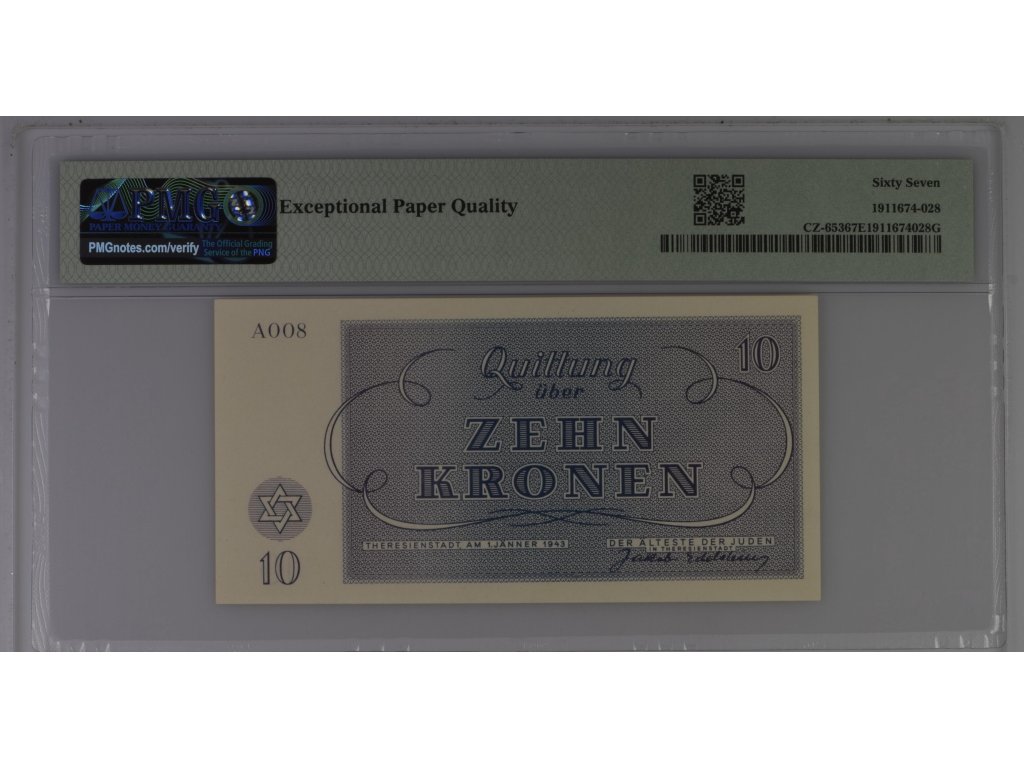 PMG
PAPER MONEY GUARANTY
PMGnotes.com/verify
The Official Grading
Service of the PNG
Exceptional Paper Quality
Sixty Seven
1911674-028
CZ-65367E1911674028G
A008
10
Quittung
über
ZEHN
KRONEN
THERESIENSTADT AM 1.JÄNNER 1943
DER ÄLTESTE DER JUDEN
IN THERESIENSTADT
Jakob Edelstein
10